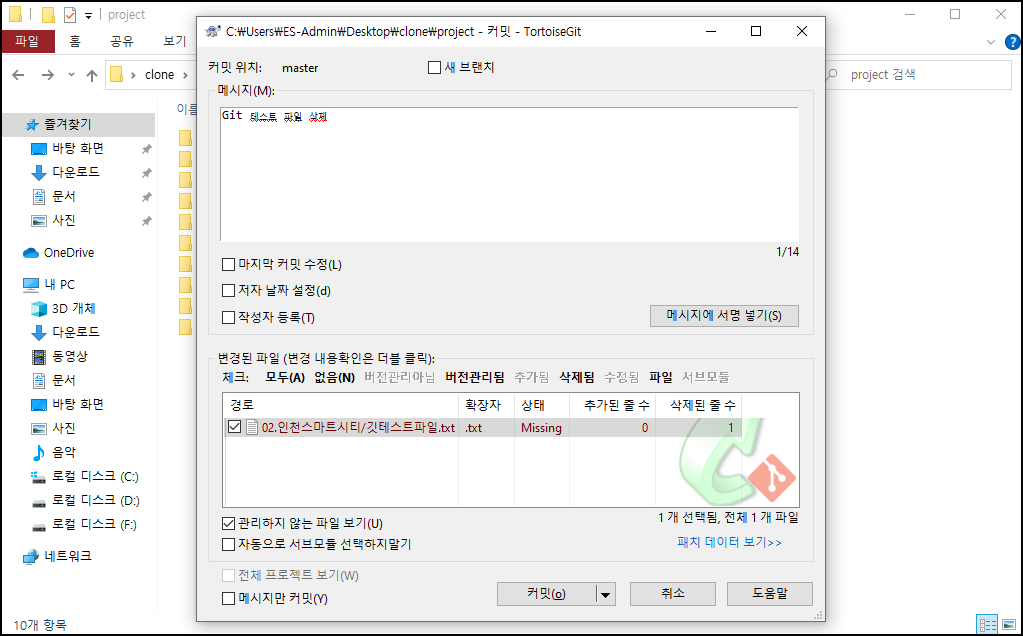 project
파일 홈 공유 보기
clone
project 검색
이름
즐겨찾기
바탕 화면
다운로드
문서
사진
OneDrive
내 PC
3D 개체
다운로드
동영상
문서
바탕 화면
사진
음악
로컬 디스크 (C:)
로컬 디스크 (D:)
로컬 디스크 (F:)
네트워크
10개 항목
C:₩Users₩ES-Admin₩Desktop₩clone₩project - 커밋 - TortoiseGit
커밋 위치: master 새 브랜치
메시지(M):
Git 테스트 파일 삭제
1/14
마지막 커밋 수정(L)
저자 날짜 설정(d)
작성자 등록(T)
메시지에 서명 넣기(S)
변경된 파일 (변경 내용확인은 더블 클릭):
체크: 모두(A) 없음(N) 버전관리아님 버전관리됨 추가됨 삭제됨 수정됨 파일 서브모듈
경로 확장자 상태 추가된 줄 수 삭제된 줄 수
02.인천스마트시티/깃테스트파일.txt .txt Missing 0 1
관리하지 않는 파일 보기(U)
1 개 선택됨, 전체 1 개 파일
자동으로 서브모듈 선택하지말기
패치 데이터 보기>>
전체 프로젝트 보기(W)
메시지만 커밋(Y)
커밋(o) 취소 도움말